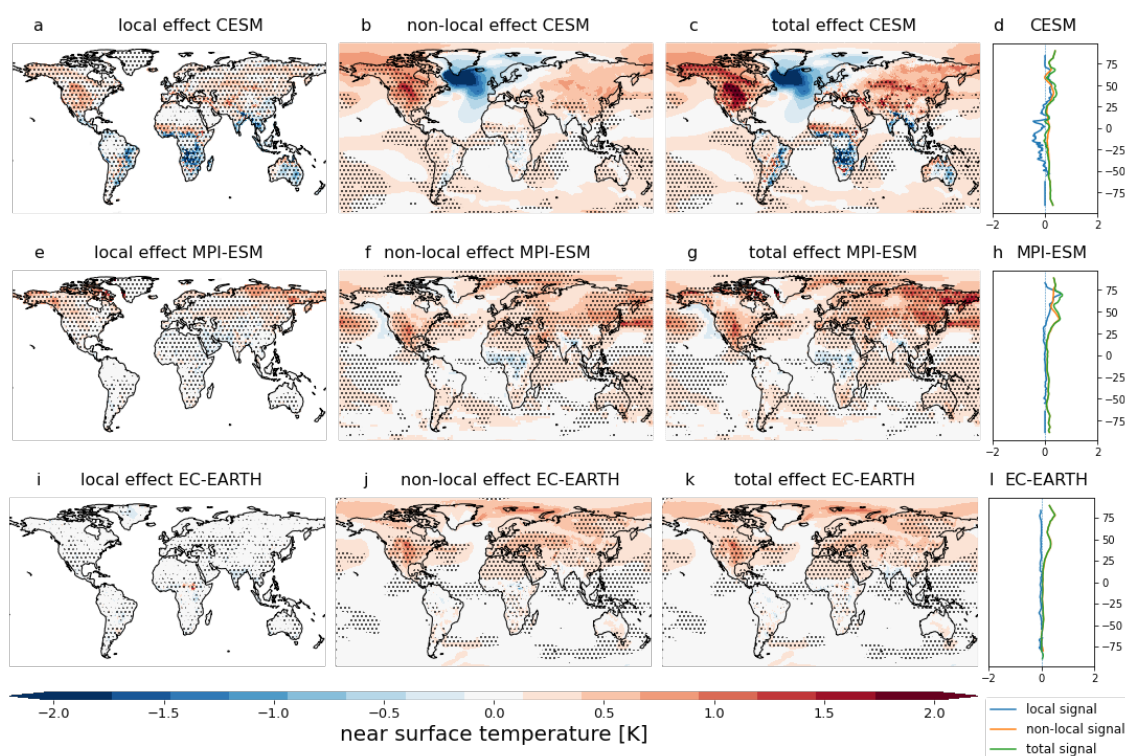 a local effect CESM b non-local effect CESM c total effect CESM d CESM
75
50
25
0
−25
−50
−75
−2 0 2
e local effect MPI-ESM f non-local effect MPI-ESM g total effect MPI-ESM h MPI-ESM
75
50
25
0
−25
−50
−75
−2 0 2
i local effect EC-EARTH j non-local effect EC-EARTH k total effect EC-EARTH l EC-EARTH
75
50
25
0
−25
−50
−75
−2 0 2
−2.0 −1.5 −1.0 −0.5 0.0 0.5 1.0 1.5 2.0
near surface temperature [K]
local signal
non-local signal
total signal